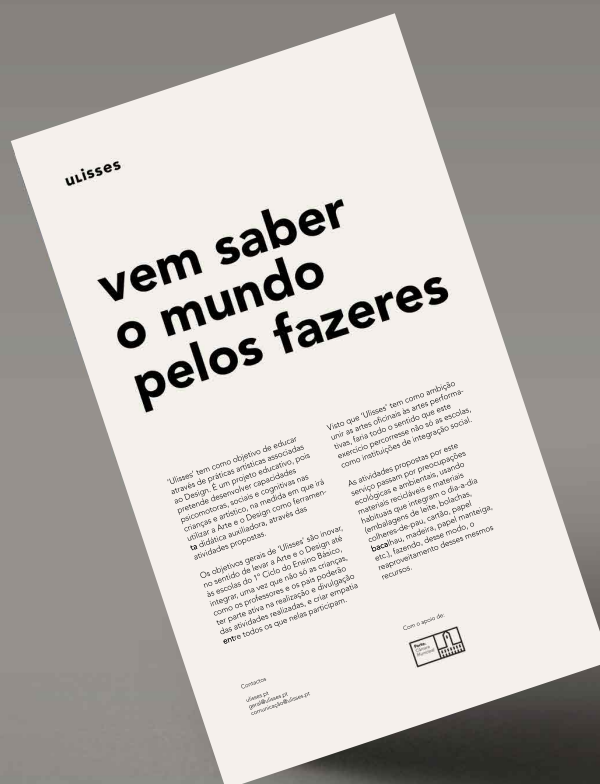 uLisses
vem saber
o mundo
pelos fazeres
'Ulisses' tem como objetivo de educar
através de práticas artísticas associadas
ao Design. É um projeto educativo, pois
pretende desenvolver capacidades
psicomotoras, sociais e cognitivas nas
crianças e artístico, na medida em que irá
utilizar a Arte e o Design como ferramen-
ta didática auxiliadora, através das
atividades propostas.
Os objetivos gerais de 'Ulisses' são inovar,
no sentido de levar a Arte e o Design até
às escolas do 1º Ciclo do Ensino Básico,
integrar, uma vez que não só as crianças,
como os professores e os pais poderão
ter parte ativa na realização e divulgação
das atividades realizadas, e criar empatia
entre todos os que nelas participam.
Visto que 'Ulisses' tem como ambição
unir as artes oficinais às artes performa-
tivas, faria todo o sentido que este
exercício percorresse não só as escolas,
como instituições de integração social.
As atividades propostas por este
serviço passam por preocupações
ecológicas e ambientais, usando
materiais recicláveis e materiais
habituais que integram o dia-a-dia
(embalagens de leite, bolachas,
colheres-de-pau, cartão, papel
bacalhau, madeira, papel manteiga,
etc.), fazendo, desse modo, o
reaproveitamento desses mesmos
recursos.
Contactos
ulisses.pt
geral@ulisses.pt
comunicação@ulisses.pt
Com o apoio de:
Porto.
Câmara
Municipal